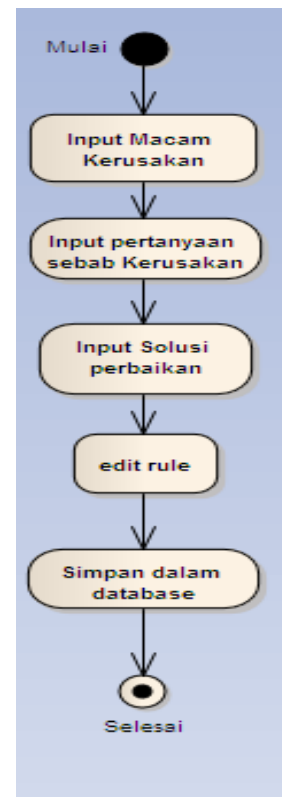 Mulai
Input Macam
Kerusakan
Input pertanyaan
sebab Kerusakan
Input Solusi
perbaikan
edit rule
Simpan dalam
database
Selesai